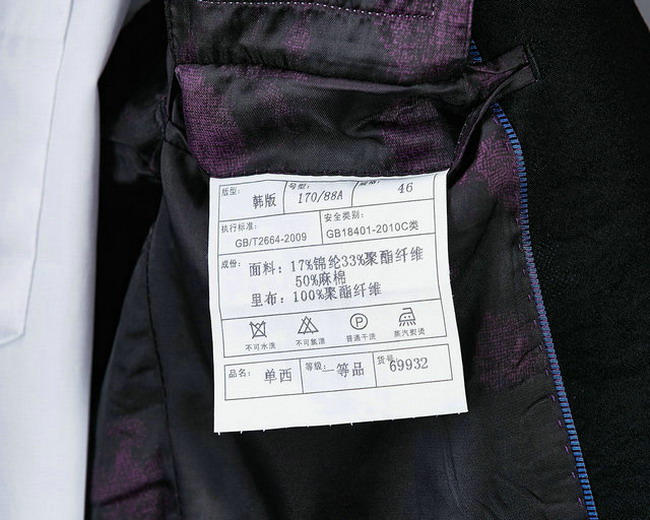 版型: 韩版 号型: 170/88A 规格: 46
执行标准: GB/T2664-2009 安全类别: GB18401-2010C类
成份: 面料: 17%锦纶33%聚酯纤维
50%麻棉
里布: 100%聚酯纤维
不可水洗 不可氯漂 普通干洗 蒸汽熨烫
品名: 单西 等级: 一等品 货号: 69932